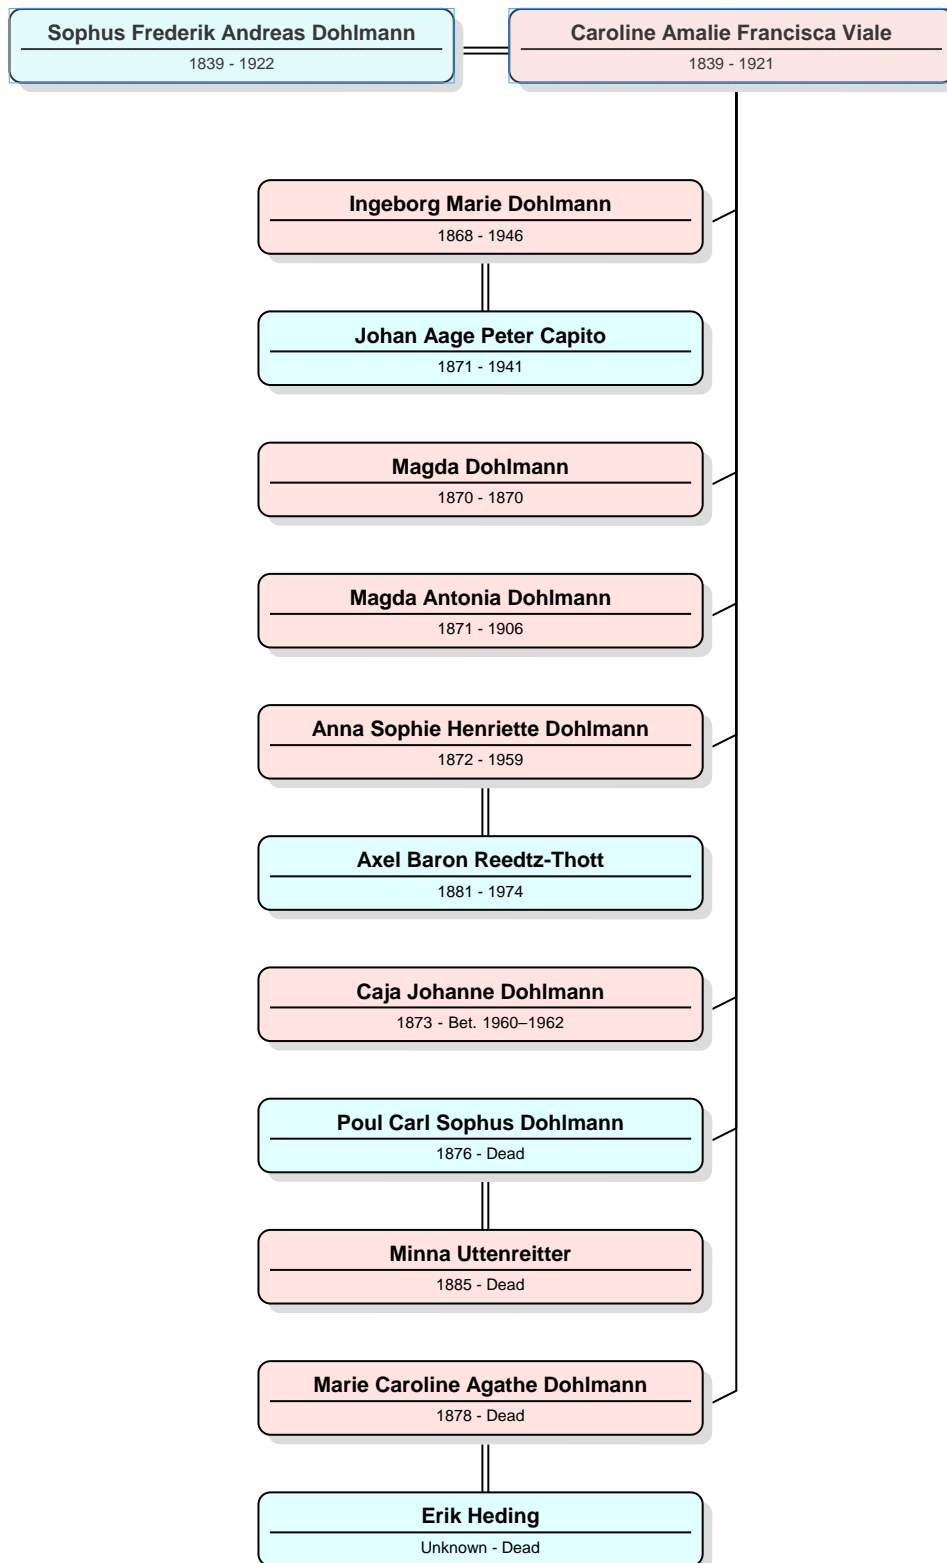 Sophus Frederik Andreas Dohlmann
1839 - 1922
Caroline Amalie Francisca Viale
1839 - 1921
Ingeborg Marie Dohlmann
1868 - 1946
Johan Aage Peter Capito
1871 - 1941
Magda Dohlmann
1870 - 1870
Magda Antonia Dohlmann
1871 - 1906
Anna Sophie Henriette Dohlmann
1872 - 1959
Axel Baron Reedtz-Thott
1881 - 1974
Caja Johanne Dohlmann
1873 - Bet. 1960–1962
Poul Carl Sophus Dohlmann
1876 - Dead
Minna Uttenreitter
1885 - Dead
Marie Caroline Agathe Dohlmann
1878 - Dead
Erik Heding
Unknown - Dead